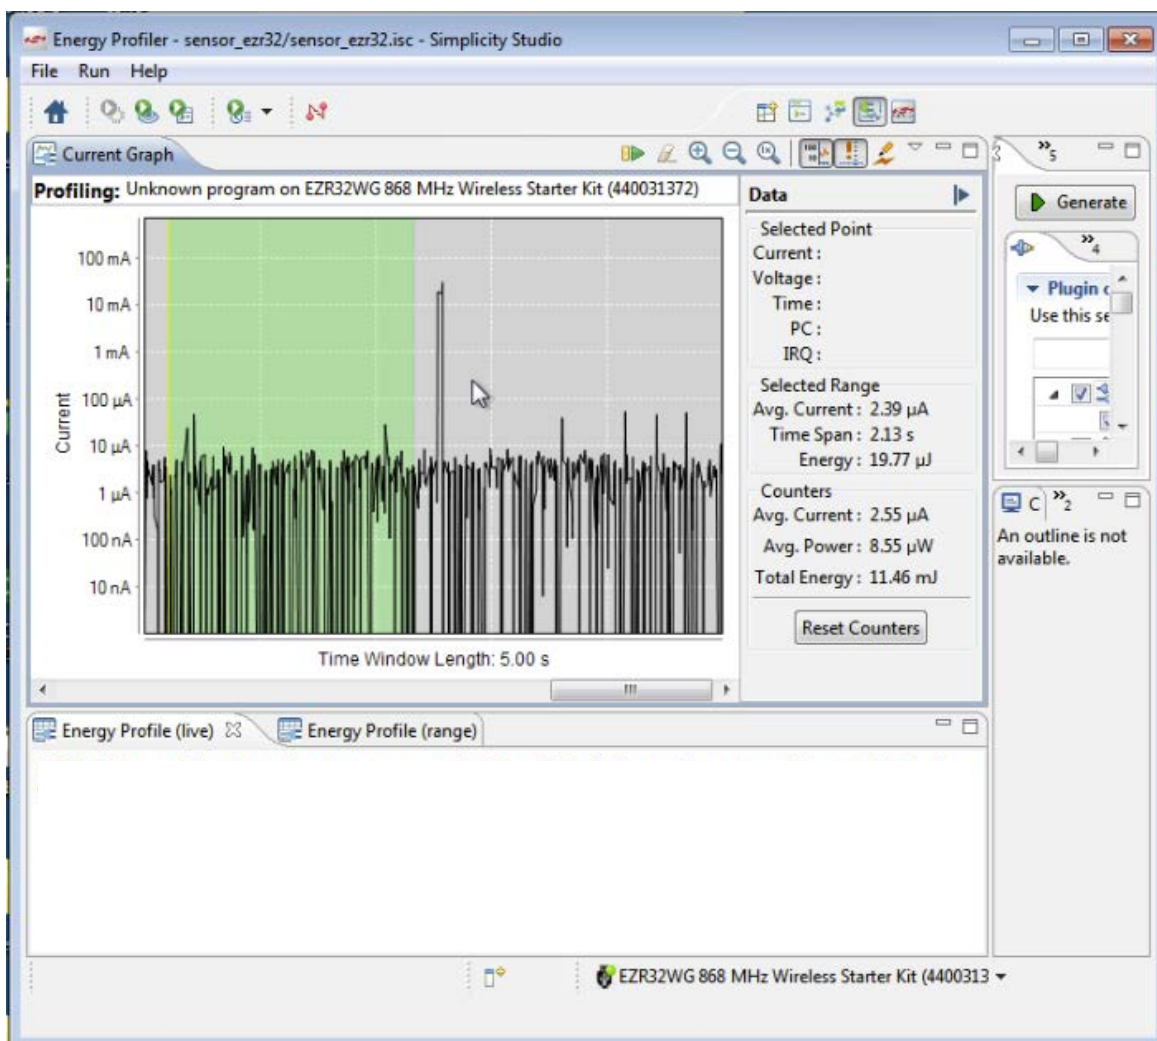 Energy Profiler - sensor_ezr32/sensor_ezr32.isc - Simplicity Studio
File Run Help
Current Graph
Profiling: Unknown program on EZR32WG 868 MHz Wireless Starter Kit (440031372)
100 mA
10 mA
1 mA
100 µA
10 µA
1 µA
100 nA
10 nA
Current
Time Window Length: 5.00 s
Data
Selected Point
Current :
Voltage :
Time :
PC :
IRQ :
Selected Range
Avg. Current : 2.39 µA
Time Span : 2.13 s
Energy : 19.77 µJ
Counters
Avg. Current : 2.55 µA
Avg. Power : 8.55 µW
Total Energy : 11.46 mJ
Reset Counters
»5
Generate
»4
Plugin c
Use this se
C »2
An outline is not
available.
Energy Profile (live) Energy Profile (range)
EZR32WG 868 MHz Wireless Starter Kit (4400313